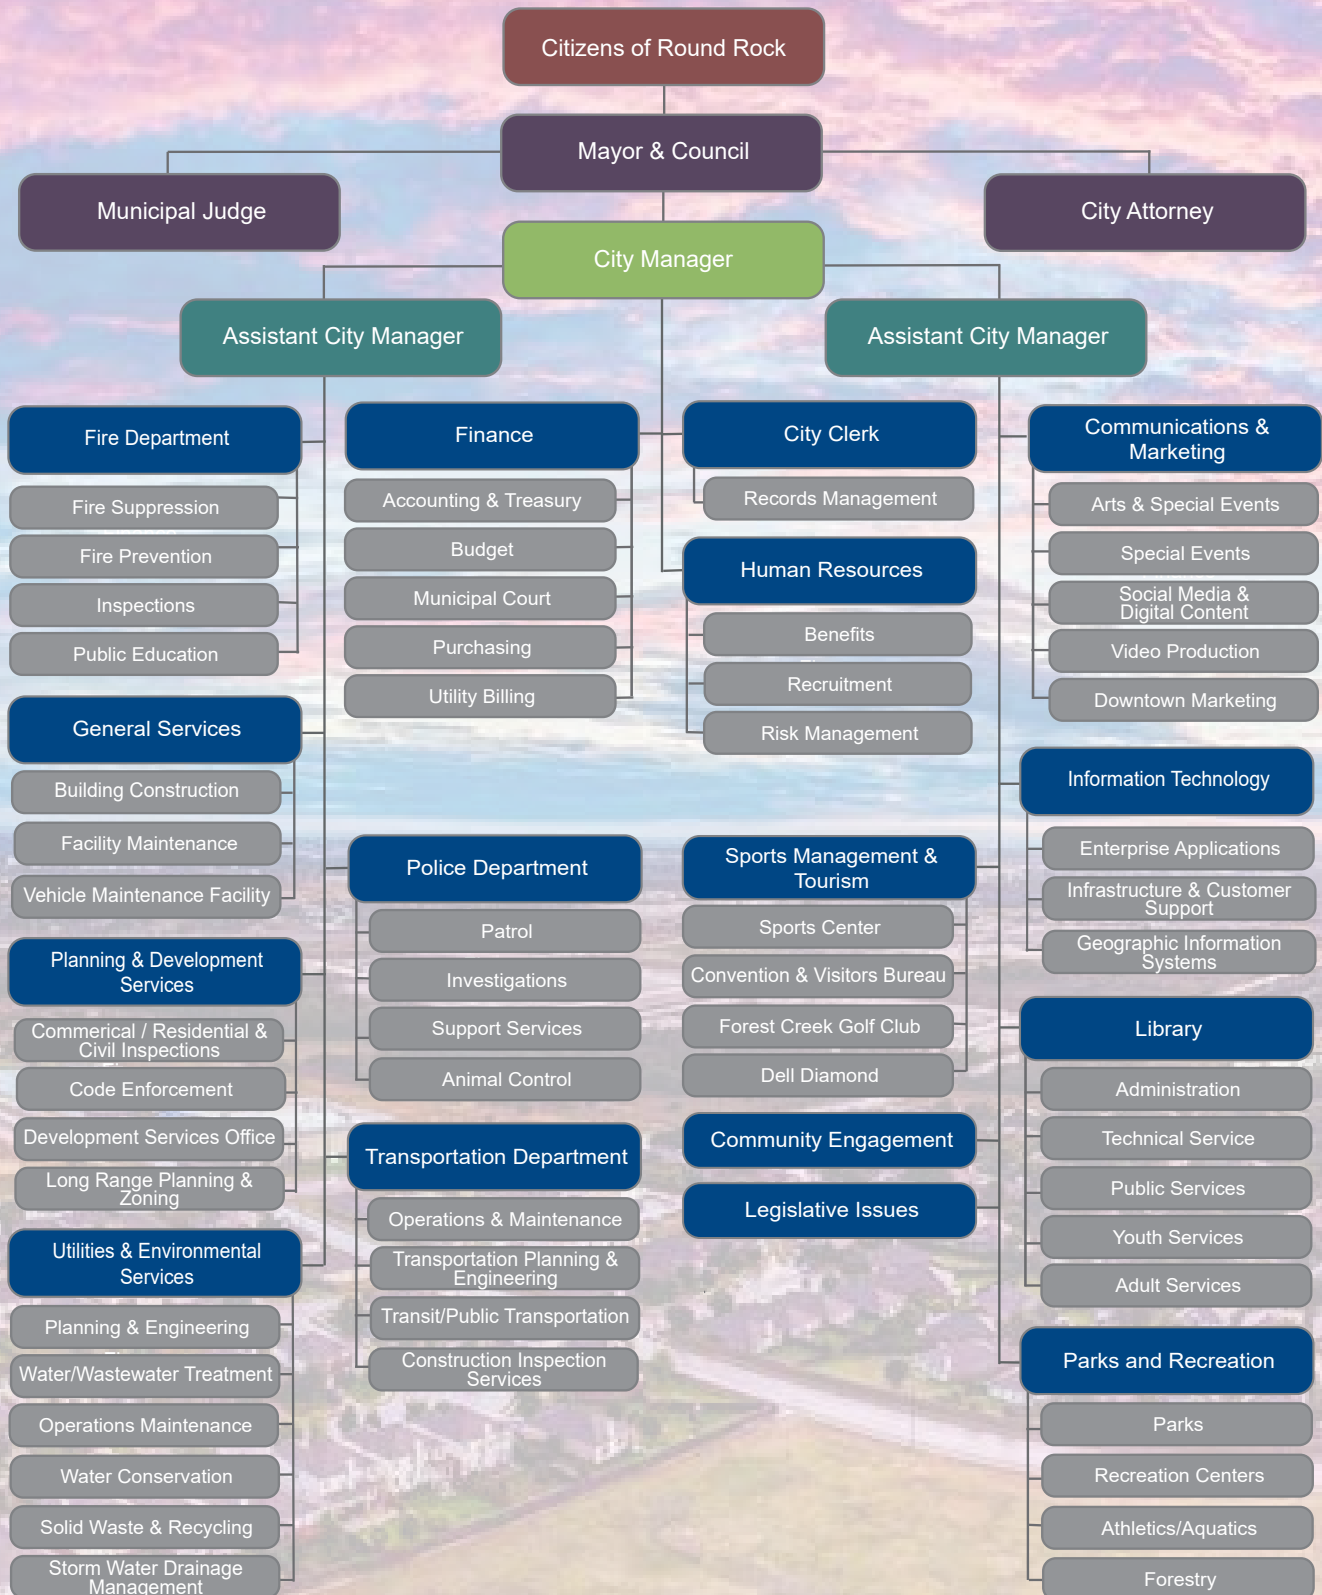 Citizens of Round Rock
Mayor & Council
Municipal Judge
City Attorney
City Manager
Assistant City Manager
Assistant City Manager
Fire Department
Fire Suppression
Fire Prevention
Inspections
Public Education
General Services
Building Construction
Facility Maintenance
Vehicle Maintenance Facility
Planning & Development
Services
Commerical / Residential &
Civil Inspections
Code Enforcement
Development Services Office
Long Range Planning &
Zoning
Utilities & Environmental
Services
Planning & Engineering
Water/Wastewater Treatment
Operations Maintenance
Water Conservation
Solid Waste & Recycling
Storm Water Drainage
Management
Finance
Accounting & Treasury
Budget
Municipal Court
Purchasing
Utility Billing
Police Department
Patrol
Investigations
Support Services
Animal Control
Transportation Department
Operations & Maintenance
Transportation Planning &
Engineering
Transit/Public Transportation
Construction Inspection
Services
City Clerk
Records Management
Human Resources
Benefits
Recruitment
Risk Management
Sports Management &
Tourism
Sports Center
Convention & Visitors Bureau
Forest Creek Golf Club
Dell Diamond
Community Engagement
Legislative Issues
Communications &
Marketing
Arts & Special Events
Special Events
Social Media &
Digital Content
Video Production
Downtown Marketing
Information Technology
Enterprise Applications
Infrastructure & Customer
Support
Geographic Information
Systems
Library
Administration
Technical Service
Public Services
Youth Services
Adult Services
Parks and Recreation
Parks
Recreation Centers
Athletics/Aquatics
Forestry